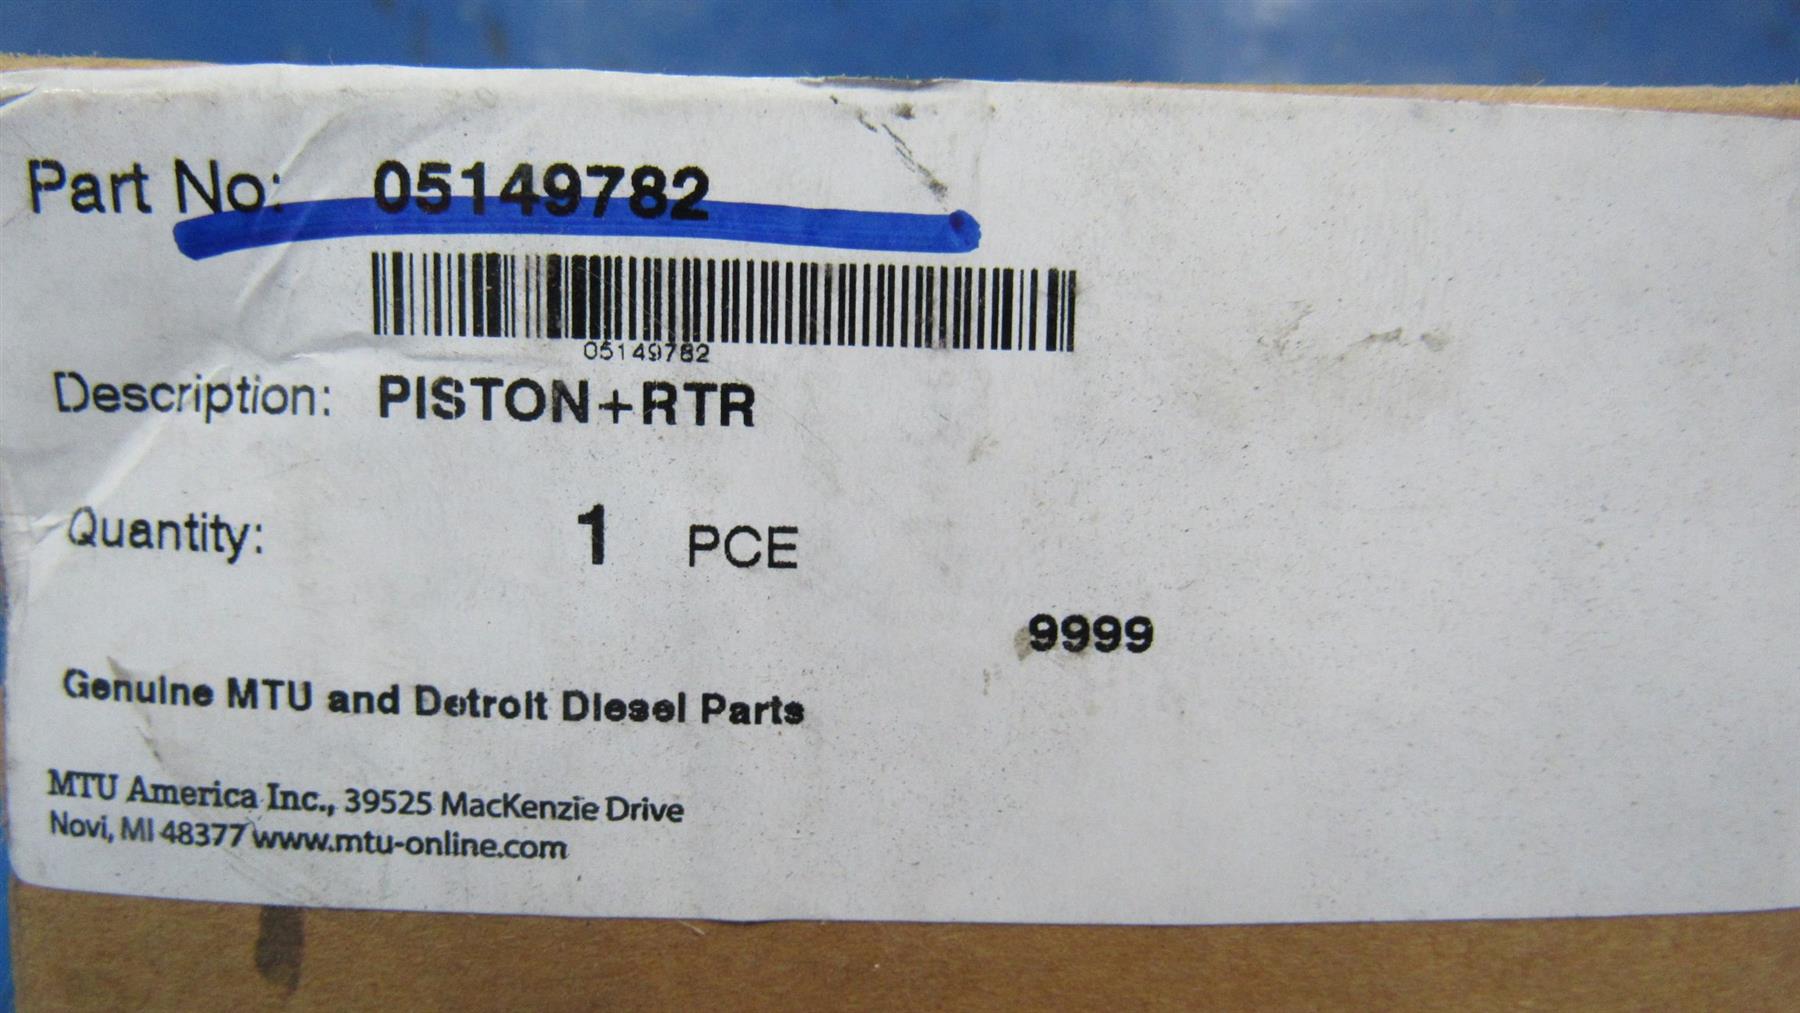 Part No: 05149782
05149782
Description: PISTON+RTR
Quantity: 1 PCE
9999
Genuine MTU and Detroit Diesel Parts
MTU America Inc., 39525 MacKenzie Drive
Novi, MI 48377 www.mtu-online.com